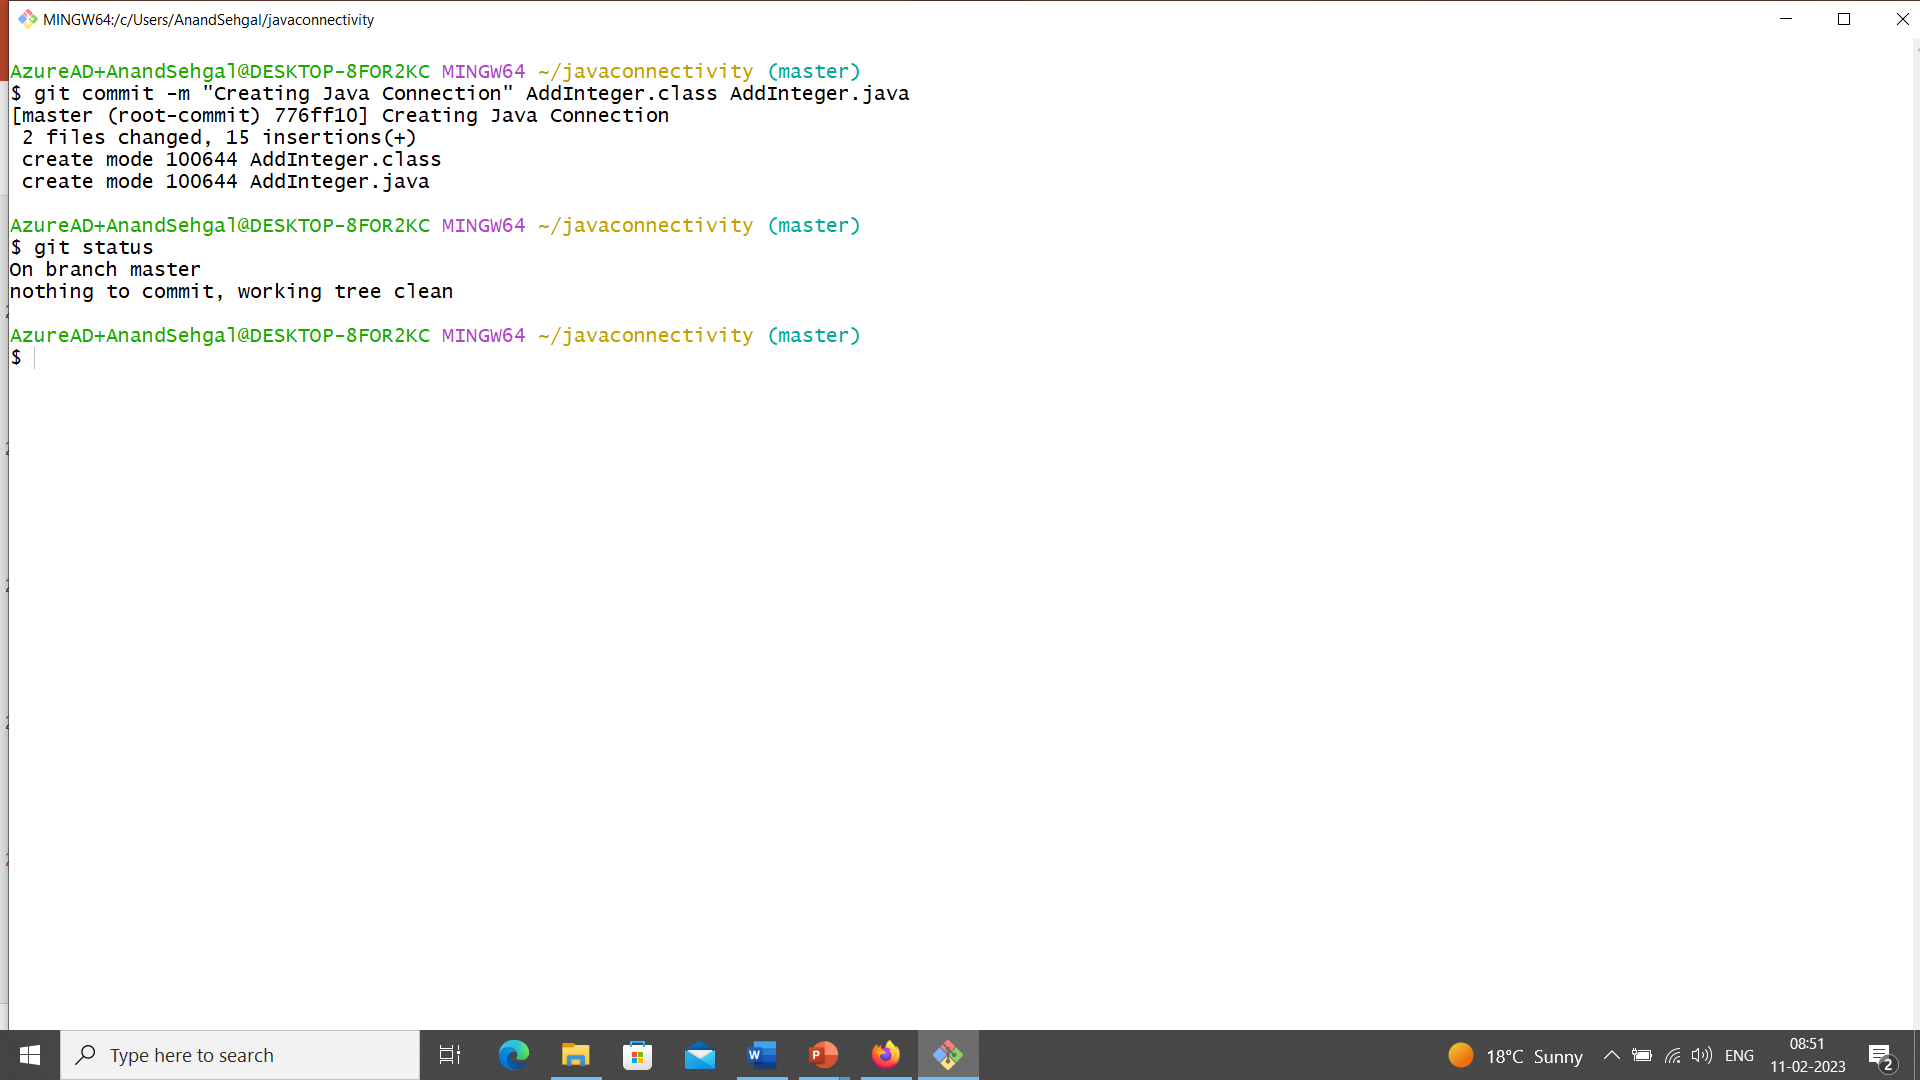 MINGW64:/c/Users/AnandSehgal/javaconnectivity
AzureAD+AnandSehgal@DESKTOP-8FOR2KC MINGW64 ~/javaconnectivity (master)
$ git commit -m "Creating Java Connection" AddInteger.class AddInteger.java
[master (root-commit) 776ff10] Creating Java Connection
 2 files changed, 15 insertions(+)
 create mode 100644 AddInteger.class
 create mode 100644 AddInteger.java
AzureAD+AnandSehgal@DESKTOP-8FOR2KC MINGW64 ~/javaconnectivity (master)
$ git status
On branch master
nothing to commit, working tree clean
AzureAD+AnandSehgal@DESKTOP-8FOR2KC MINGW64 ~/javaconnectivity (master)
$
Type here to search
W
P
18°C Sunny
ENG
08:51
11-02-2023
2